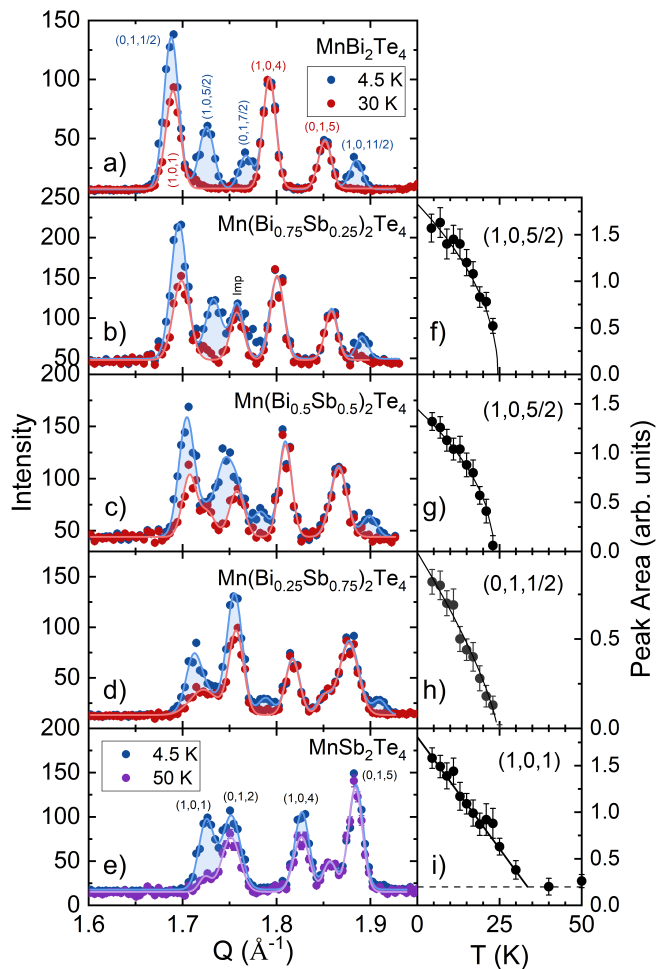 150
100
50
250
a)
MnBi₂Te₄
4.5 K
30 K
(0,1,1/2)
(1,0,1)
(1,0,5/2)
(0,1,7/2)
(1,0,4)
(0,1,5)
(1,0,11/2)
200
150
100
50
200
b)
Mn(Bi₀.₇₅Sb₀.₂₅)₂Te₄
Imp
f)
(1,0,5/2)
1.5
1.0
0.5
0.0
150
100
50
c)
Mn(Bi₀.₅Sb₀.₅)₂Te₄
g)
(1,0,5/2)
1.5
1.0
0.5
0.0
150
100
50
200
d)
Mn(Bi₀.₂₅Sb₀.₇₅)₂Te₄
h)
(0,1,1/2)
0.5
0.0
150
100
50
0
e)
MnSb₂Te₄
4.5 K
50 K
(1,0,1)
(0,1,2)
(1,0,4)
(0,1,5)
i)
(1,0,1)
1.5
1.0
0.5
0.0
1.6
1.7
1.8
1.9
0
25
50
Q (Å⁻¹)
T (K)
Intensity
Peak Area (arb. units)